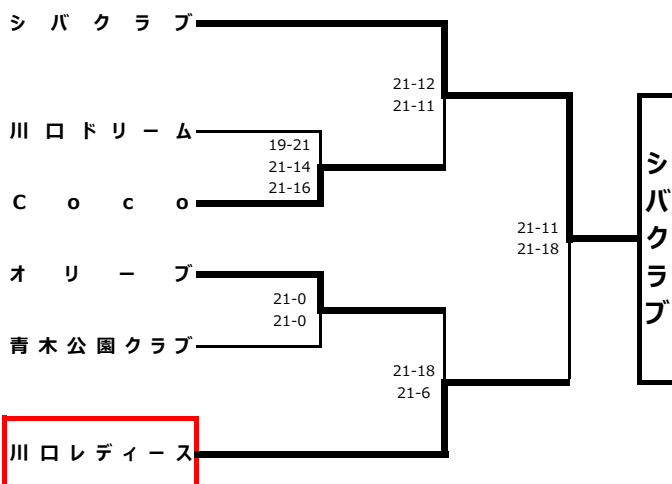 シバクラブ
21-12
21-11
川口ドリーム
19-21
21-14
21-16
Coco
シバクラブ
21-11
21-18
オリーブ
21-0
21-0
青木公園クラブ
21-18
21-6
川口レディース